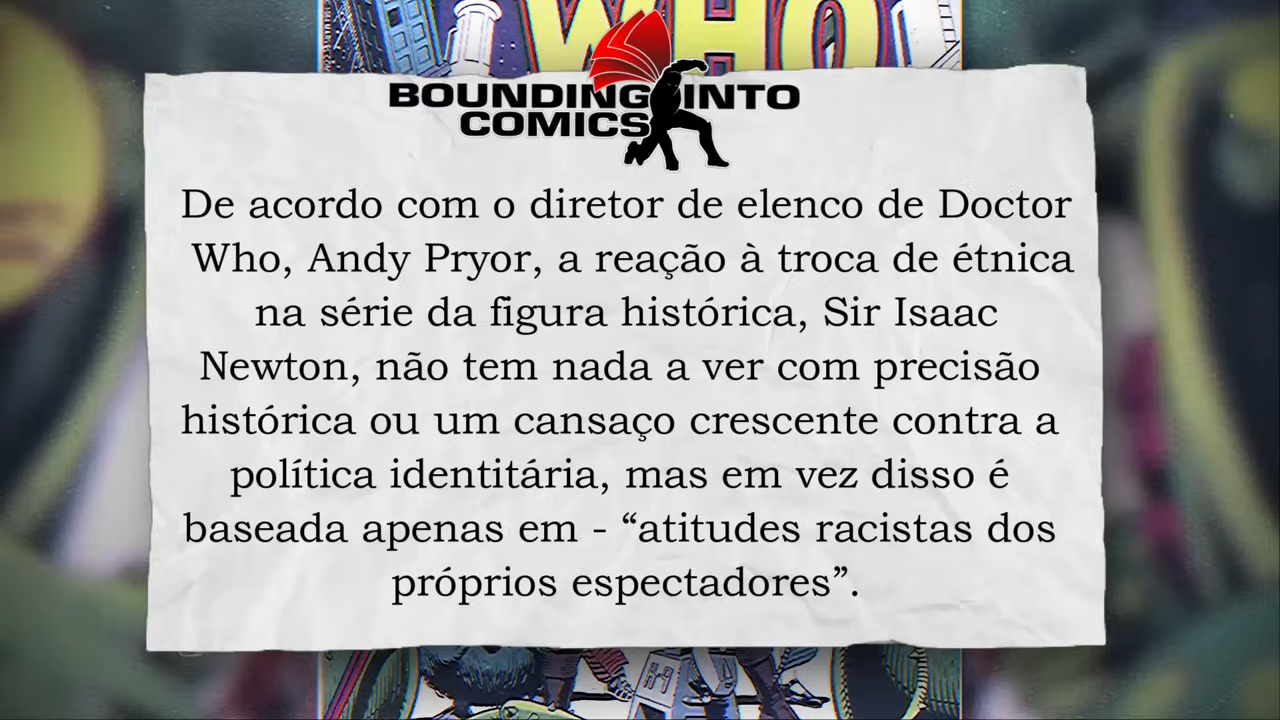 WHO
BOUNDING INTO
COMICS
De acordo com o diretor de elenco de Doctor
Who, Andy Pryor, a reação à troca de étnica
na série da figura histórica, Sir Isaac
Newton, não tem nada a ver com precisão
histórica ou um cansaço crescente contra a
política identitária, mas em vez disso é
baseada apenas em - “atitudes racistas dos
próprios espectadores”.